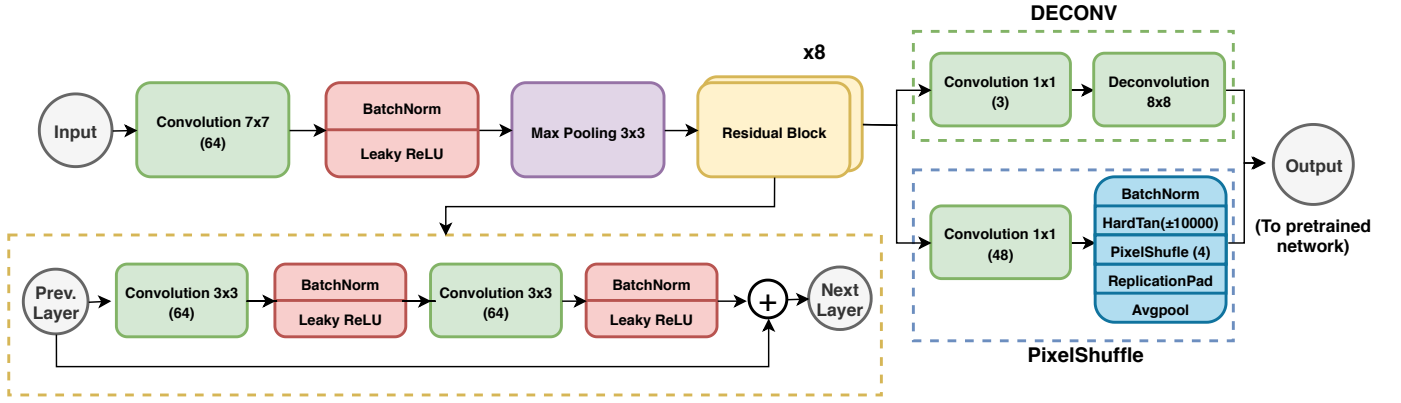 DECONV
x8
Input
Convolution 7x7
(64)
BatchNorm
Leaky ReLU
Max Pooling 3x3
Residual Block
Convolution 1x1
(3)
Deconvolution
8x8
Output
(To pretrained
network)
Convolution 1x1
(48)
BatchNorm
HardTan(±10000)
PixelShufle (4)
ReplicationPad
Avgpool
PixelShuffle
Prev.
Layer
Convolution 3x3
(64)
BatchNorm
Leaky ReLU
Convolution 3x3
(64)
BatchNorm
Leaky ReLU
+
Next
Layer